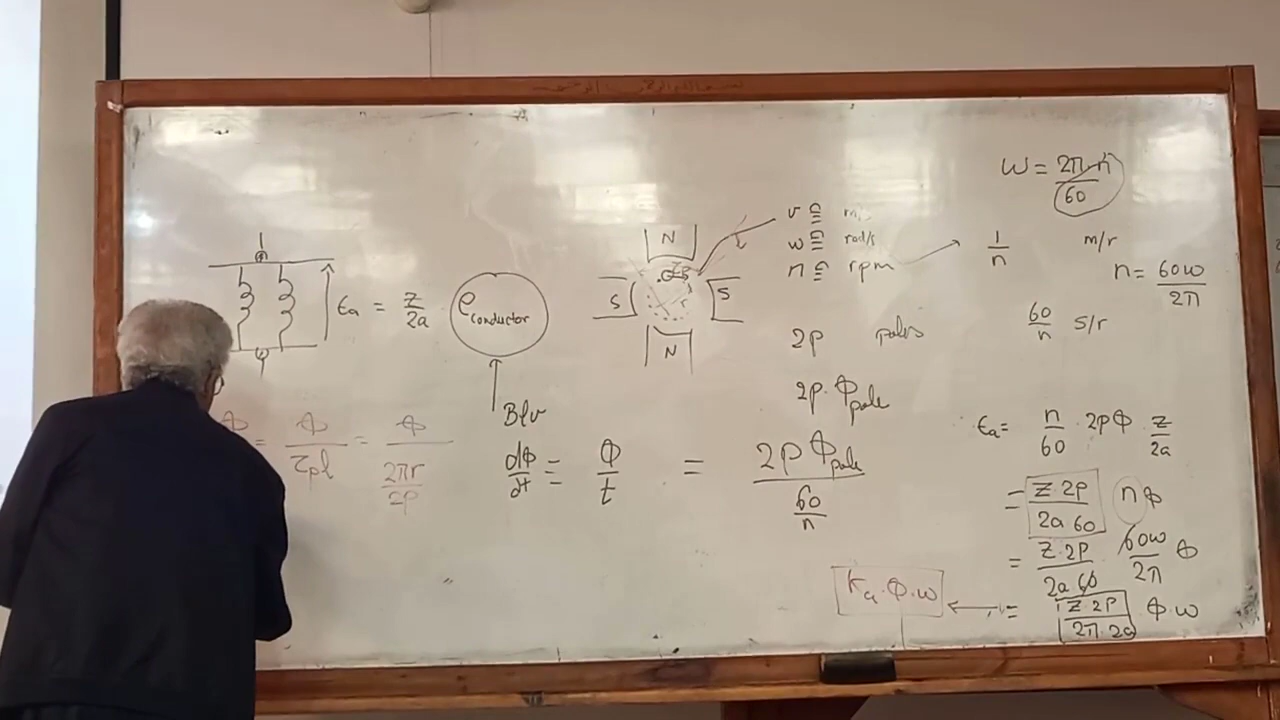 ω = 2π·n / 60
v ≘ m/s
ω ≘ rad/s
n ≘ rpm
1/n m/r
n = 60ω / 2π
N
S S
N
Ea = Z/2a e conductor
2p poles
60/n s/r
2p·Φpole
Blv
Φ/τpl = Φ / (2πr/2p)
dΦ/dt = Φ/t = 2pΦpole / (60/n)
Ea = n/60 · 2pΦ · Z/2a
= Z·2p / 2a 60 nΦ
= Z·2p / 2a 60 60ω/2π Φ
Ka·Φ·ω ← = Z·2p / 2π·2a Φ·ω